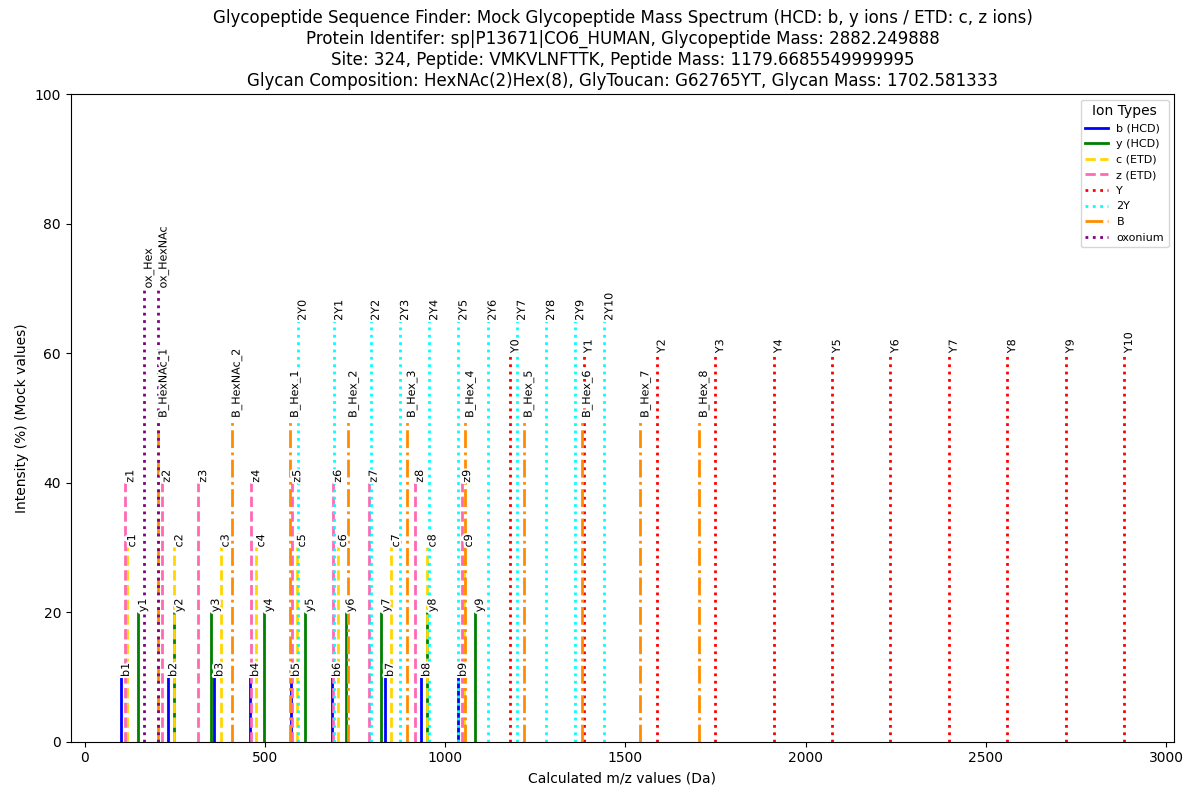 Glycopeptide Sequence Finder: Mock Glycopeptide Mass Spectrum (HCD: b, y ions / ETD: c, z ions)
Protein Identifer: sp|P13671|CO6_HUMAN, Glycopeptide Mass: 2882.249888
Site: 324, Peptide: VMKVLNFTTK, Peptide Mass: 1179.6685549999995
Glycan Composition: HexNAc(2)Hex(8), GlyToucan: G62765YT, Glycan Mass: 1702.581333
Ion Types
b (HCD)
y (HCD)
c (ETD)
z (ETD)
Y
2Y
B
oxonium
Intensity (%) (Mock values)
100
80
60
40
20
0
ox_Hex
ox_HexNAc
2Y0
2Y1
2Y2
2Y3
2Y4
2Y5
2Y6
2Y7
2Y8
2Y9
2Y10
Y0
Y1
Y2
Y3
Y4
Y5
Y6
Y7
Y8
Y9
Y10
B_HexNAc_1
B_HexNAc_2
B_Hex_1
B_Hex_2
B_Hex_3
B_Hex_4
B_Hex_5
B_Hex_6
B_Hex_7
B_Hex_8
z1
z2
z3
z4
z5
z6
z7
z8
z9
c1
c2
c3
c4
c5
c6
c7
c8
c9
y1
y2
y3
y4
y5
y6
y7
y8
y9
b1
b2
b3
b4
b5
b6
b7
b8
b9
0
500
1000
1500
2000
2500
3000
Calculated m/z values (Da)